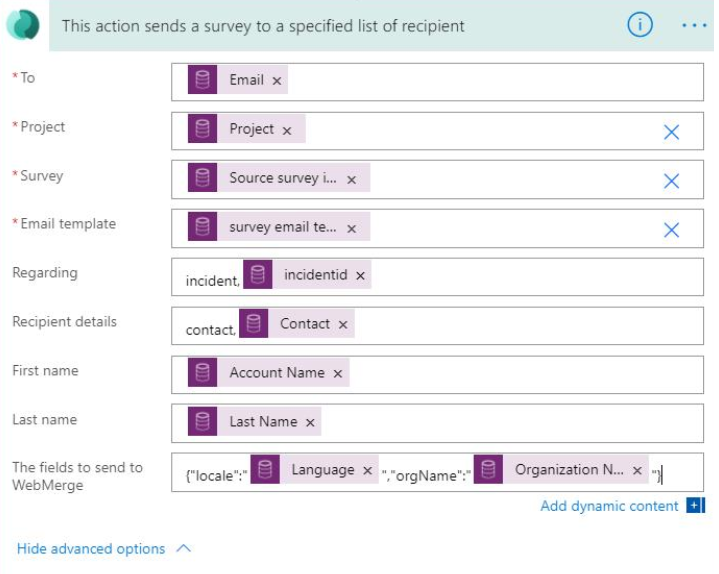 This action sends a survey to a specified list of recipient
* To Email ×
* Project Project ×
* Survey Source survey i... ×
* Email template survey email te... ×
Regarding incident, incidentid ×
Recipient details contact, Contact ×
First name Account Name ×
Last name Last Name ×
The fields to send to
WebMerge {"locale":" Language × ","orgName":" Organization N... × "}
Add dynamic content +
Hide advanced options